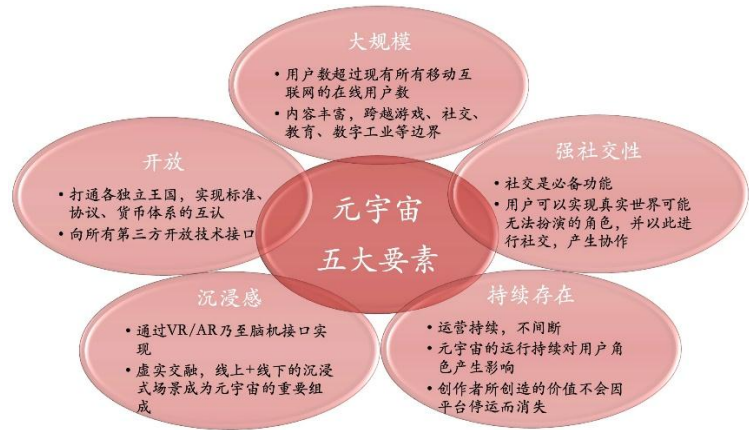 大规模
• 用户数超过现有所有移动互
联网的在线用户数
• 内容丰富，跨越游戏、社交、
教育、数字工业等边界
开放
• 打通各独立王国，实现标准、
协议、货币体系的互认
• 向所有第三方开放技术接口
强社交性
• 社交是必备功能
• 用户可以实现真实世界可能
无法扮演的角色，并以此进
行社交，产生协作
元宇宙
五大要素
沉浸感
• 通过VR/AR乃至脑机接口实
现
• 虚实交融，线上+线下的沉浸
式场景成为元宇宙的重要组
成
持续存在
• 运营持续，不间断
• 元宇宙的运行持续对用户角
色产生影响
• 创作者所创造的价值不会因
平台停运而消失